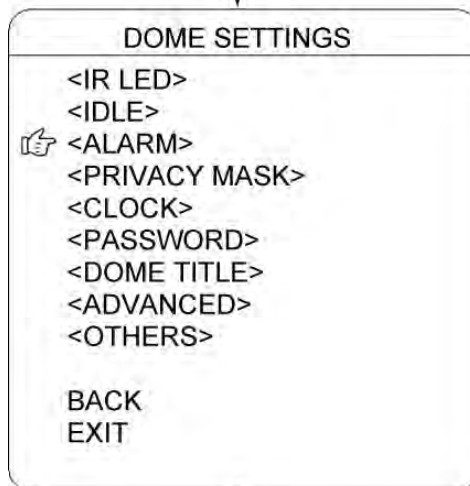 DOME SETTINGS
<IR LED>
<IDLE>
<ALARM>
<PRIVACY MASK>
<CLOCK>
<PASSWORD>
<DOME TITLE>
<ADVANCED>
<OTHERS>
BACK
EXIT